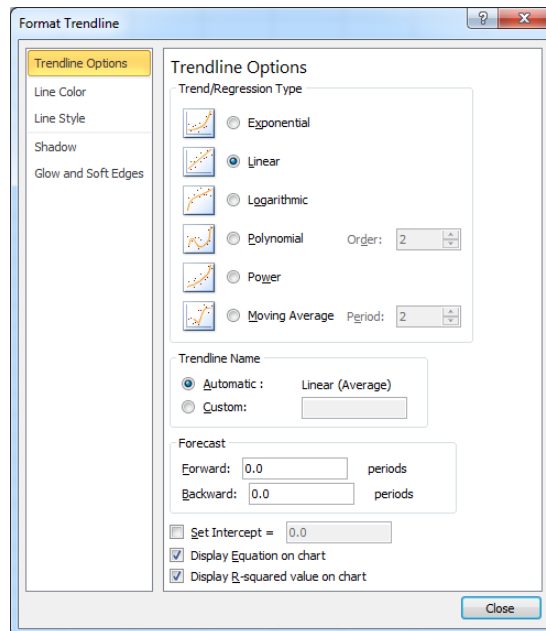 Format Trendline
?
X
Trendline Options
Line Color
Line Style
Shadow
Glow and Soft Edges
Trendline Options
Trend/Regression Type
Exponential
Linear
Logarithmic
Polynomial Order: 2
Power
Moving Average Period: 2
Trendline Name
Automatic : Linear (Average)
Custom:
Forecast
Forward: 0.0 periods
Backward: 0.0 periods
Set Intercept = 0.0
Display Equation on chart
Display R-squared value on chart
Close